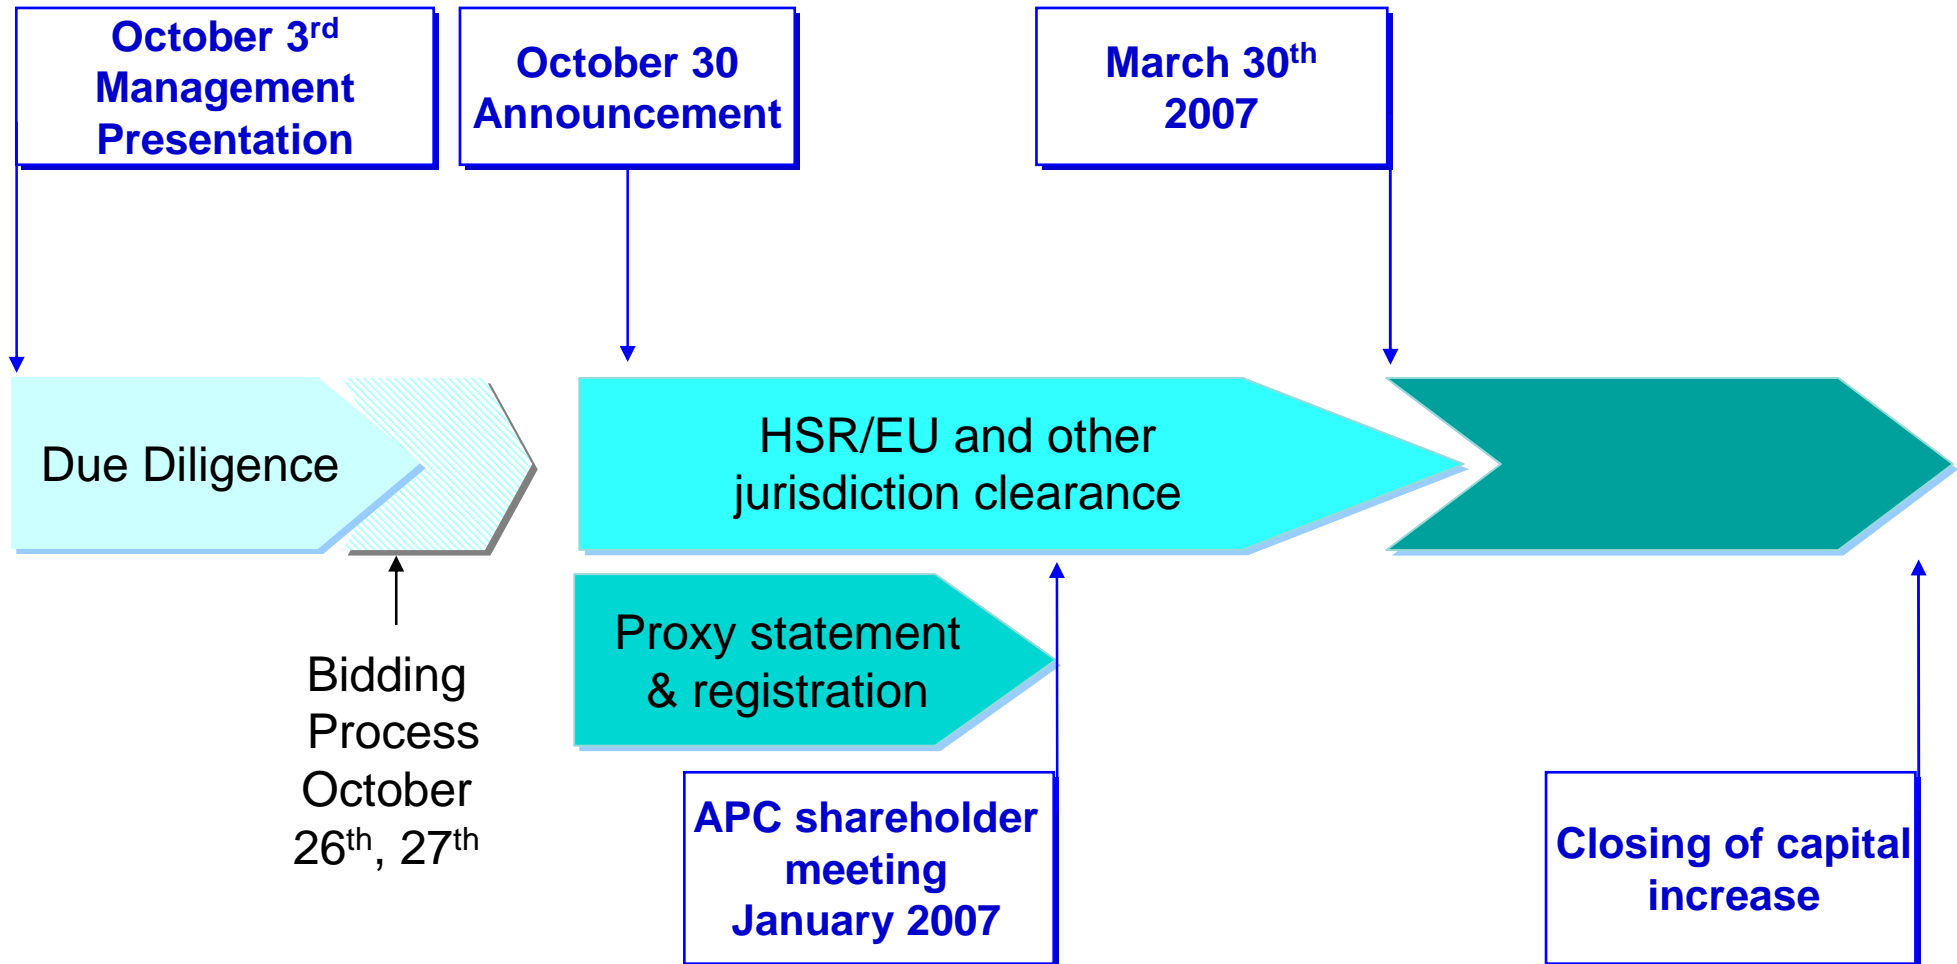 October 3rd
Management
Presentation
October 30
Announcement
March 30th
2007
Due Diligence
HSR/EU and other
jurisdiction clearance
Proxy statement
& registration
Bidding
Process
October
26th, 27th
APC shareholder
meeting
January 2007
Closing of capital
increase